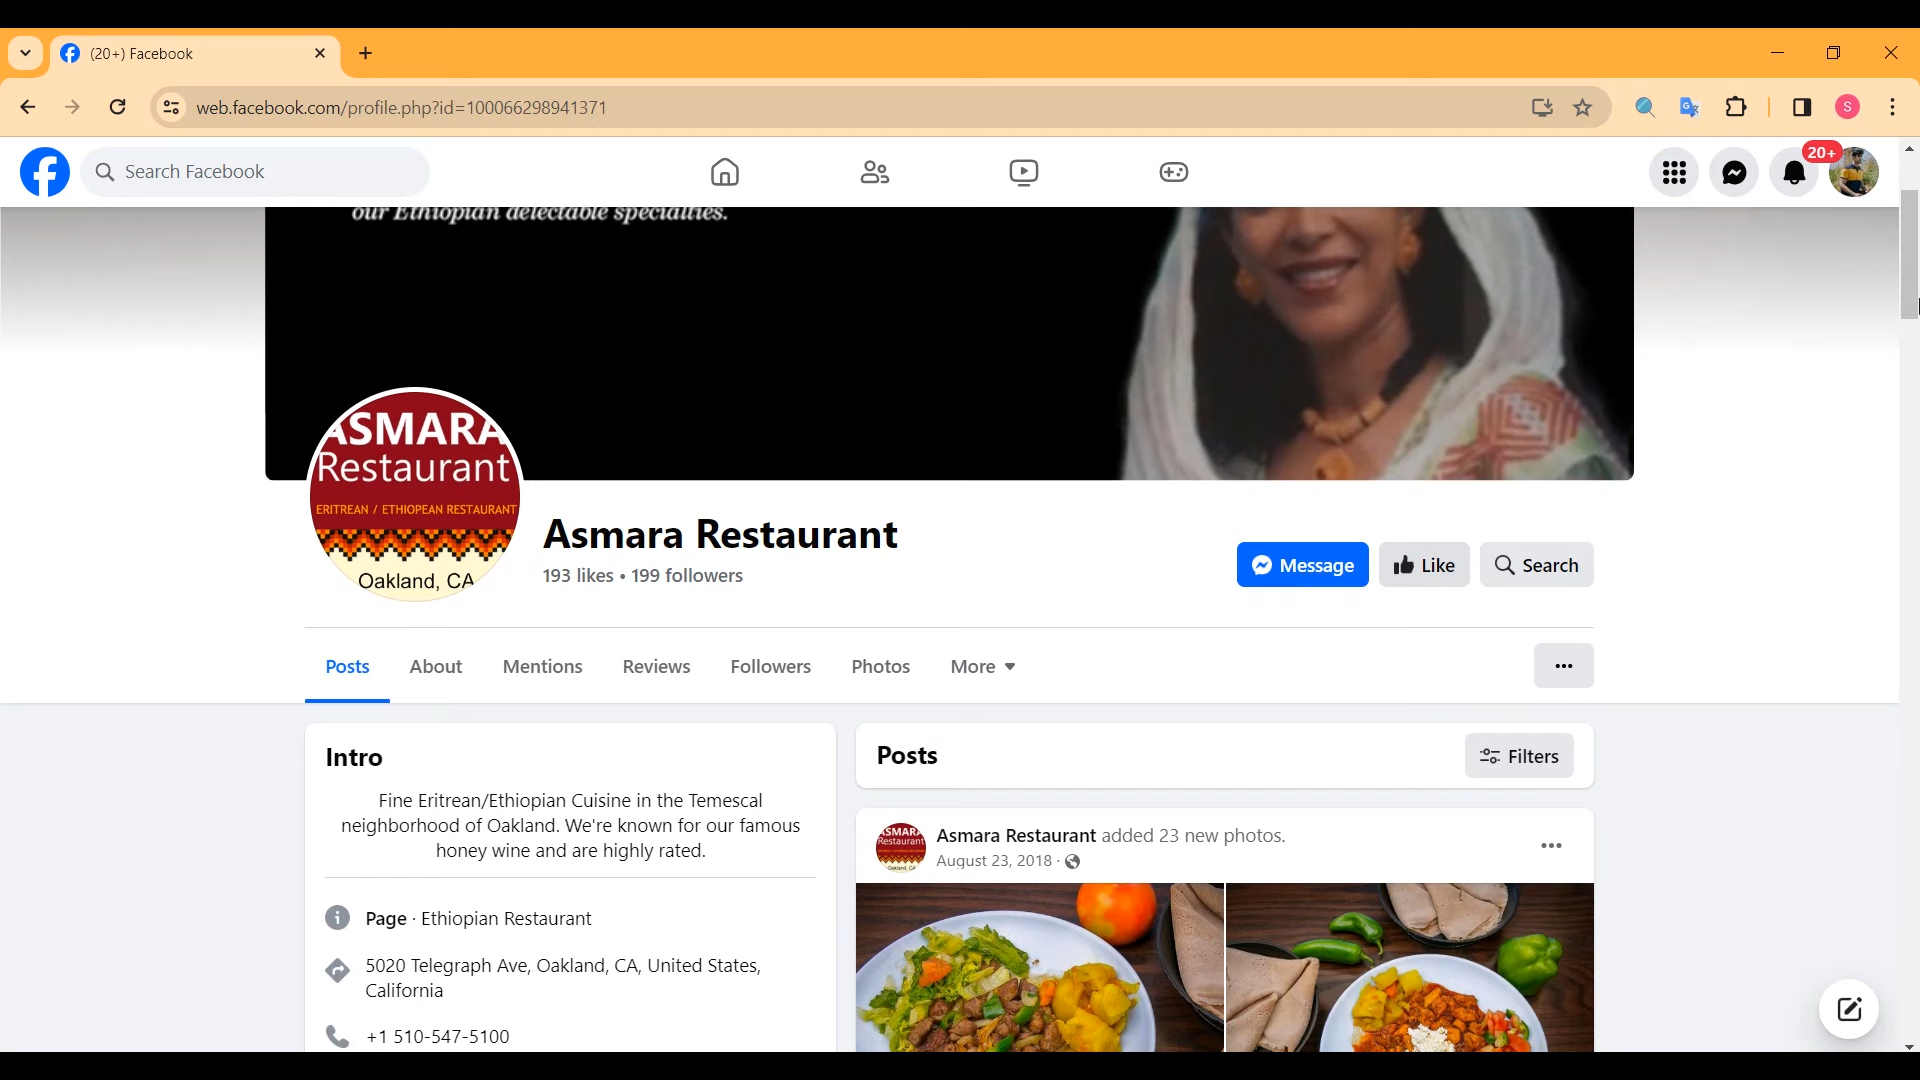 (20+) Facebook
web.facebook.com/profile.php?id=100066298941371
S
Search Facebook
20+
our Ethiopian delectable specialties.
ASMARA
Restaurant
ERITREAN / ETHIOPEAN RESTAURANT
Oakland, CA
Asmara Restaurant
193 likes • 199 followers
Message
Like
Search
Posts
About
Mentions
Reviews
Followers
Photos
More
Intro
Fine Eritrean/Ethiopian Cuisine in the Temescal
neighborhood of Oakland. We're known for our famous
honey wine and are highly rated.
Page · Ethiopian Restaurant
5020 Telegraph Ave, Oakland, CA, United States,
California
+1 510-547-5100
Posts
Filters
ASMARA
Restaurant
Asmara Restaurant added 23 new photos.
August 23, 2018 ·